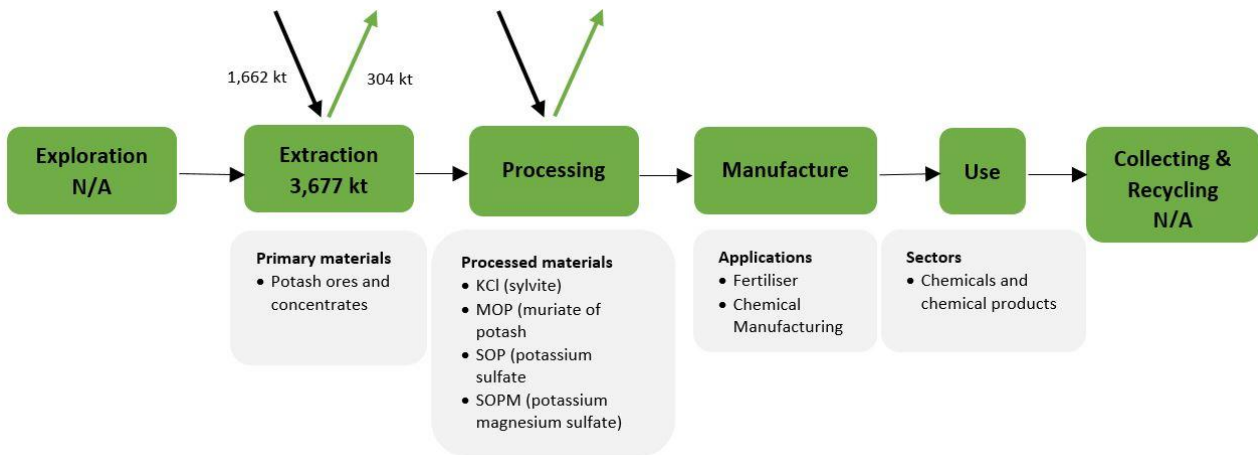 1,662 kt
304 kt
Exploration
N/A
Extraction
3,677 kt
Processing
Manufacture
Use
Collecting &
Recycling
N/A
Primary materials
• Potash ores and
concentrates
Processed materials
• KCl (sylvite)
• MOP (muriate of
potash
• SOP (potassium
sulfate
• SOPM (potassium
magnesium sulfate)
Applications
• Fertiliser
• Chemical
Manufacturing
Sectors
• Chemicals and
chemical products